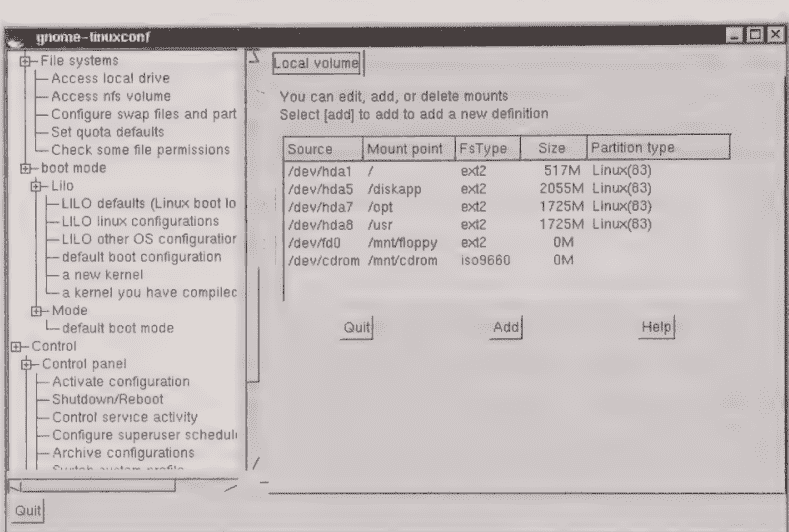 gnome-linuxconf
File systems
Access local drive
Access nfs volume
Configure swap files and part
Set quota defaults
Check some file permissions
boot mode
Lilo
LILO defaults (Linux boot lo
LILO linux configurations
LILO other OS configuration
default boot configuration
a new kernel
a kernel you have compiled
Mode
default boot mode
Control
Control panel
Activate configuration
Shutdown/Reboot
Control service activity
Configure superuser schedul
Archive configurations
Switch system profile
Quit
Local volume
You can edit, add, or delete mounts
Select [add] to add to add a new definition
Source Mount point FsType Size Partition type
/dev/hda1 / ext2 517M Linux(83)
/dev/hda5 /diskapp ext2 2055M Linux(83)
/dev/hda7 /opt ext2 1725M Linux(83)
/dev/hda8 /usr ext2 1725M Linux(83)
/dev/fd0 /mnt/floppy ext2 0M
/dev/cdrom /mnt/cdrom iso9660 0M
Quit Add Help